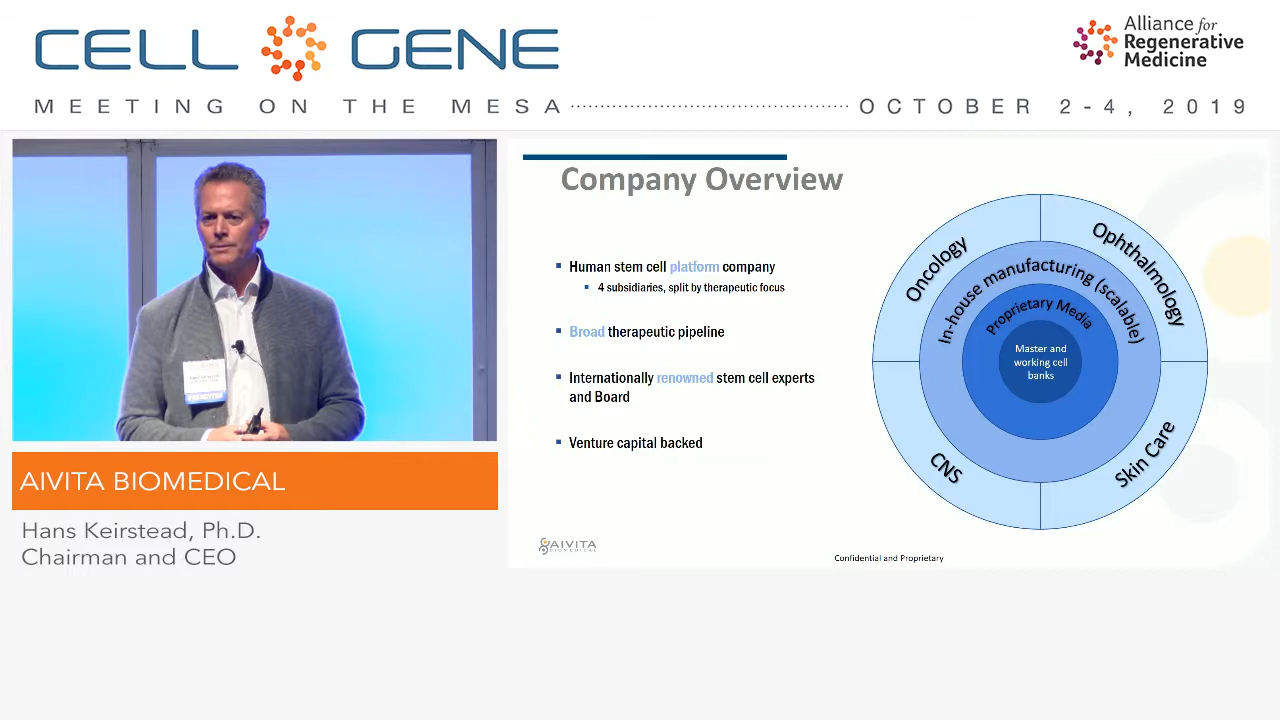 CELL GENE
MEETING ON THE MESA
OCTOBER 2-4, 2019
Alliance for
Regenerative
Medicine
Company Overview
Human stem cell platform company
4 subsidiaries, split by therapeutic focus
Broad therapeutic pipeline
Internationally renowned stem cell experts
and Board
Venture capital backed
Oncology
Ophthalmology
In-house manufacturing (scalable)
Proprietary Media
Master and
working cell
banks
CNS
Skin Care
AIVITA
BIOMEDICAL
Confidential and Proprietary
AIVITA BIOMEDICAL
Hans Keirstead, Ph.D.
Chairman and CEO